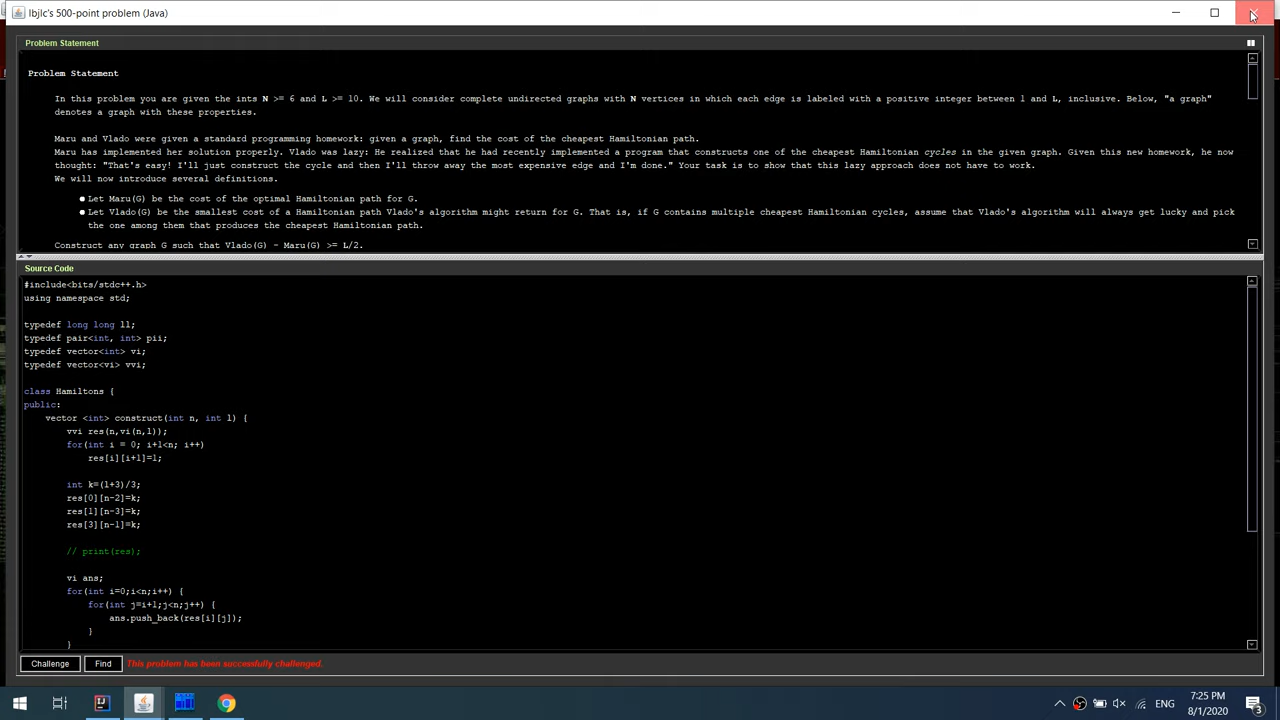 lbjlc's 500-point problem (Java)
Problem Statement
Problem Statement
In this problem you are given the ints N >= 6 and L >= 10. We will consider complete undirected graphs with N vertices in which each edge is labeled with a positive integer between 1 and L, inclusive. Below, "a graph"
denotes a graph with these properties.
Maru and Vlado were given a standard programming homework: given a graph, find the cost of the cheapest Hamiltonian path.
Maru has implemented her solution properly. Vlado was lazy: He realized that he had recently implemented a program that constructs one of the cheapest Hamiltonian cycles in the given graph. Given this new homework, he now
thought: "That's easy! I'll just construct the cycle and then I'll throw away the most expensive edge and I'm done." Your task is to show that this lazy approach does not have to work.
We will now introduce several definitions.
Let Maru(G) be the cost of the optimal Hamiltonian path for G.
Let Vlado(G) be the smallest cost of a Hamiltonian path Vlado's algorithm might return for G. That is, if G contains multiple cheapest Hamiltonian cycles, assume that Vlado's algorithm will always get lucky and pick
the one among them that produces the cheapest Hamiltonian path.
Construct any graph G such that Vlado(G) - Maru(G) >= L/2.
Source Code
#include<bits/stdc++.h>
using namespace std;
typedef long long ll;
typedef pair<int, int> pii;
typedef vector<int> vi;
typedef vector<vi> vvi;
class Hamiltons {
public:
vector <int> construct(int n, int l) {
vvi res(n,vi(n,l));
for(int i = 0; i+1<n; i++)
res[i][i+1]=1;
int k=(l+3)/3;
res[0][n-2]=k;
res[1][n-3]=k;
res[3][n-1]=k;
// print(res);
vi ans;
for(int i=0;i<n;i++) {
for(int j=i+1;j<n;j++) {
ans.push_back(res[i][j]);
}
}
Challenge Find This problem has been successfully challenged.
ENG
7:25 PM
8/1/2020
3